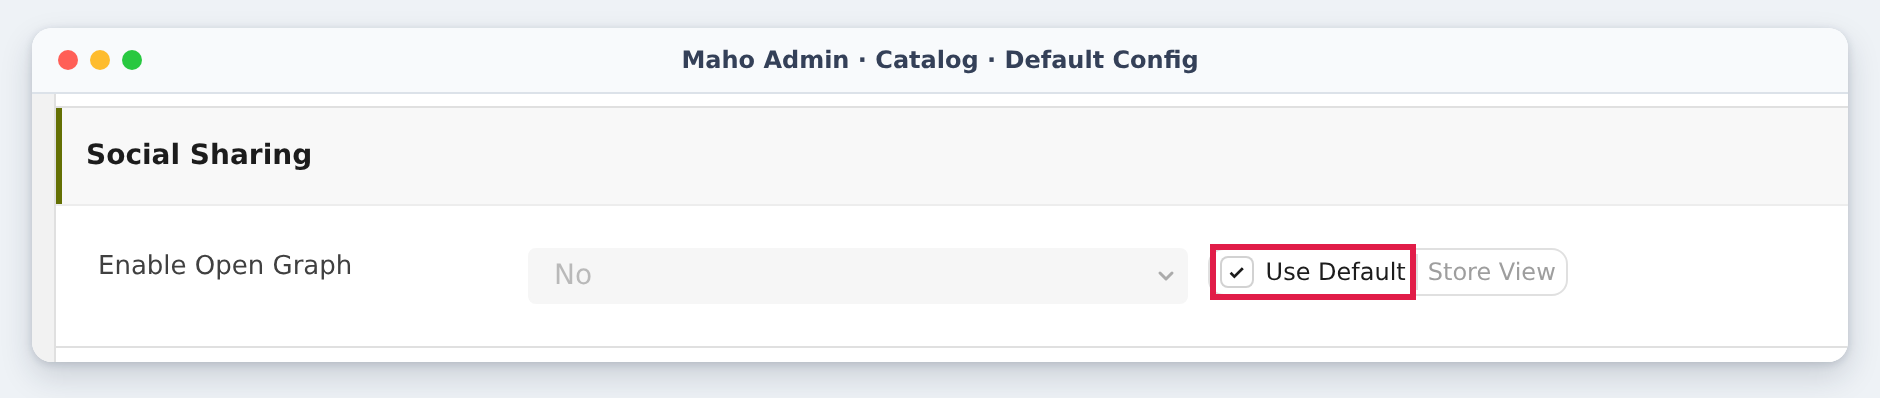 Maho Admin · Catalog · Default Config
Social Sharing
Enable Open Graph
No
Use Default
Store View